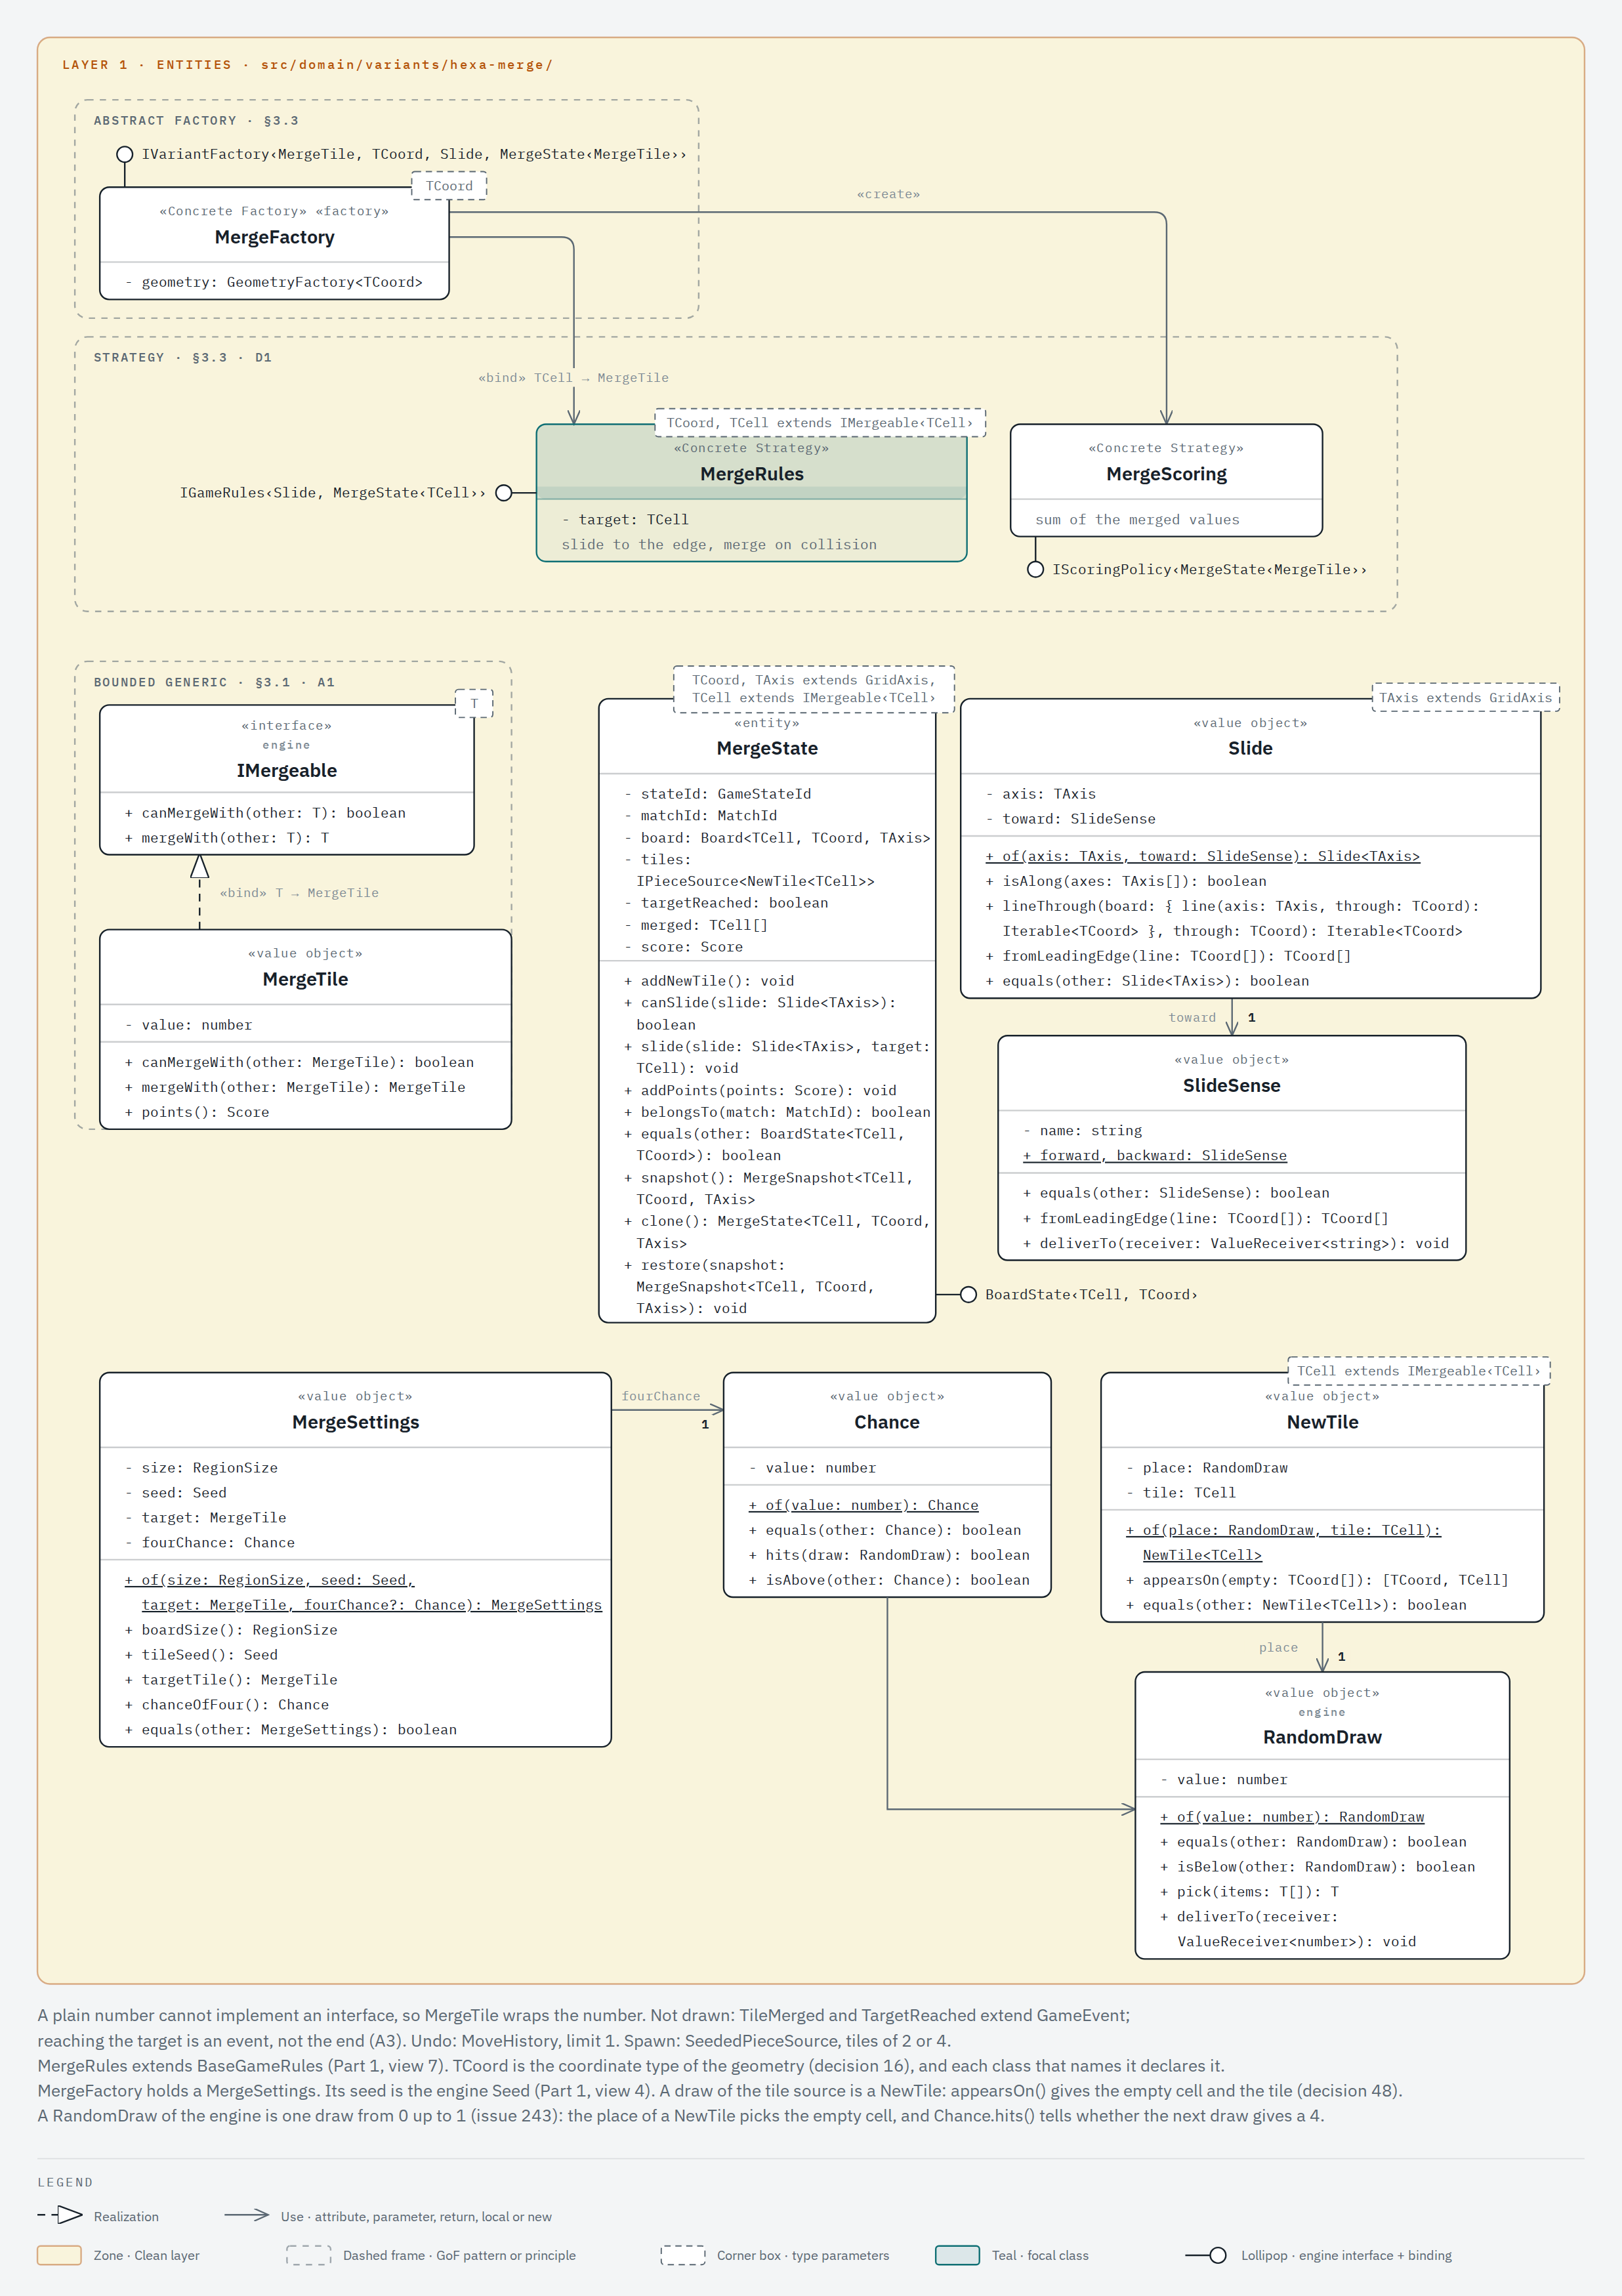 LAYER 1 · ENTITIES · src/domain/variants/hexa-merge/
ABSTRACT FACTORY · §3.3
IVariantFactory‹MergeTile, TCoord, Slide, MergeState‹MergeTile››
TCoord
«Concrete Factory» «factory»
MergeFactory
- geometry: GeometryFactory<TCoord>
«create»
STRATEGY · §3.3 · D1
«bind» TCell → MergeTile
TCoord, TCell extends IMergeable‹TCell›
«Concrete Strategy»
MergeRules
- target: TCell
slide to the edge, merge on collision
IGameRules‹Slide, MergeState‹TCell››
«Concrete Strategy»
MergeScoring
sum of the merged values
IScoringPolicy‹MergeState‹MergeTile››
BOUNDED GENERIC · §3.1 · A1
T
«interface»
engine
IMergeable
+ canMergeWith(other: T): boolean
+ mergeWith(other: T): T
«bind» T → MergeTile
«value object»
MergeTile
- value: number
+ canMergeWith(other: MergeTile): boolean
+ mergeWith(other: MergeTile): MergeTile
+ points(): Score
TCoord, TAxis extends GridAxis,
TCell extends IMergeable‹TCell›
«entity»
MergeState
- stateId: GameStateId
- matchId: MatchId
- board: Board<TCell, TCoord, TAxis>
- tiles:
IPieceSource<NewTile<TCell>>
- targetReached: boolean
- merged: TCell[]
- score: Score
+ addNewTile(): void
+ canSlide(slide: Slide<TAxis>):
boolean
+ slide(slide: Slide<TAxis>, target:
TCell): void
+ addPoints(points: Score): void
+ belongsTo(match: MatchId): boolean
+ equals(other: BoardState<TCell,
TCoord>): boolean
+ snapshot(): MergeSnapshot<TCell,
TCoord, TAxis>
+ clone(): MergeState<TCell, TCoord,
TAxis>
+ restore(snapshot:
MergeSnapshot<TCell, TCoord,
TAxis>): void
BoardState‹TCell, TCoord›
TAxis extends GridAxis
«value object»
Slide
- axis: TAxis
- toward: SlideSense
+ of(axis: TAxis, toward: SlideSense): Slide<TAxis>
+ isAlong(axes: TAxis[]): boolean
+ lineThrough(board: { line(axis: TAxis, through: TCoord):
Iterable<TCoord> }, through: TCoord): Iterable<TCoord>
+ fromLeadingEdge(line: TCoord[]): TCoord[]
+ equals(other: Slide<TAxis>): boolean
toward 1
«value object»
SlideSense
- name: string
+ forward, backward: SlideSense
+ equals(other: SlideSense): boolean
+ fromLeadingEdge(line: TCoord[]): TCoord[]
+ deliverTo(receiver: ValueReceiver<string>): void
«value object»
MergeSettings
- size: RegionSize
- seed: Seed
- target: MergeTile
- fourChance: Chance
+ of(size: RegionSize, seed: Seed,
target: MergeTile, fourChance?: Chance): MergeSettings
+ boardSize(): RegionSize
+ tileSeed(): Seed
+ targetTile(): MergeTile
+ chanceOfFour(): Chance
+ equals(other: MergeSettings): boolean
fourChance
1
«value object»
Chance
- value: number
+ of(value: number): Chance
+ equals(other: Chance): boolean
+ hits(draw: RandomDraw): boolean
+ isAbove(other: Chance): boolean
TCell extends IMergeable‹TCell›
«value object»
NewTile
- place: RandomDraw
- tile: TCell
+ of(place: RandomDraw, tile: TCell):
NewTile<TCell>
+ appearsOn(empty: TCoord[]): [TCoord, TCell]
+ equals(other: NewTile<TCell>): boolean
place 1
«value object»
engine
RandomDraw
- value: number
+ of(value: number): RandomDraw
+ equals(other: RandomDraw): boolean
+ isBelow(other: RandomDraw): boolean
+ pick(items: T[]): T
+ deliverTo(receiver:
ValueReceiver<number>): void
A plain number cannot implement an interface, so MergeTile wraps the number. Not drawn: TileMerged and TargetReached extend GameEvent;
reaching the target is an event, not the end (A3). Undo: MoveHistory, limit 1. Spawn: SeededPieceSource, tiles of 2 or 4.
MergeRules extends BaseGameRules (Part 1, view 7). TCoord is the coordinate type of the geometry (decision 16), and each class that names it declares it.
MergeFactory holds a MergeSettings. Its seed is the engine Seed (Part 1, view 4). A draw of the tile source is a NewTile: appearsOn() gives the empty cell and the tile (decision 48).
A RandomDraw of the engine is one draw from 0 up to 1 (issue 243): the place of a NewTile picks the empty cell, and Chance.hits() tells whether the next draw gives a 4.
LEGEND
Realization
Use · attribute, parameter, return, local or new
Zone · Clean layer
Dashed frame · GoF pattern or principle
Corner box · type parameters
Teal · focal class
Lollipop · engine interface + binding